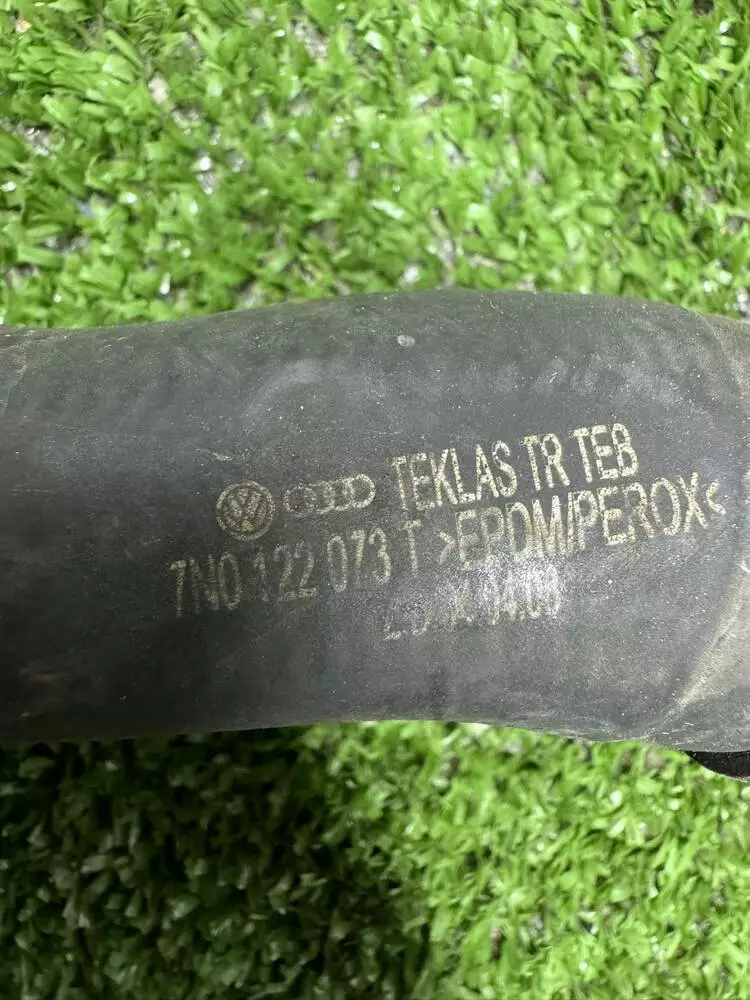 TEKLAS TR TEB
7N0 122 073 T >EPDM/PEROX<